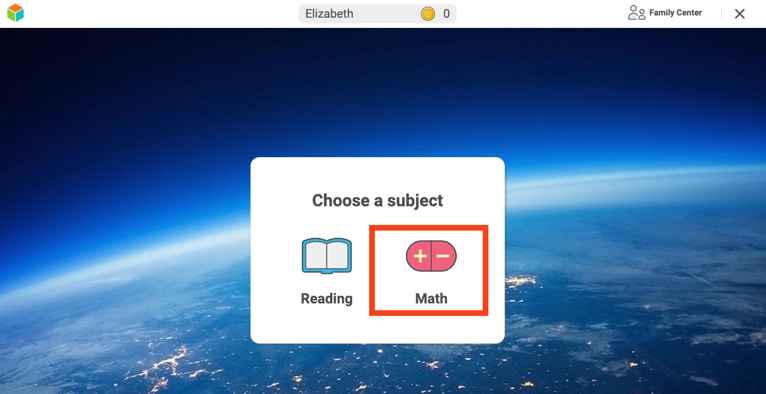 Elizabeth 0 Family Center
Choose a subject
Reading Math